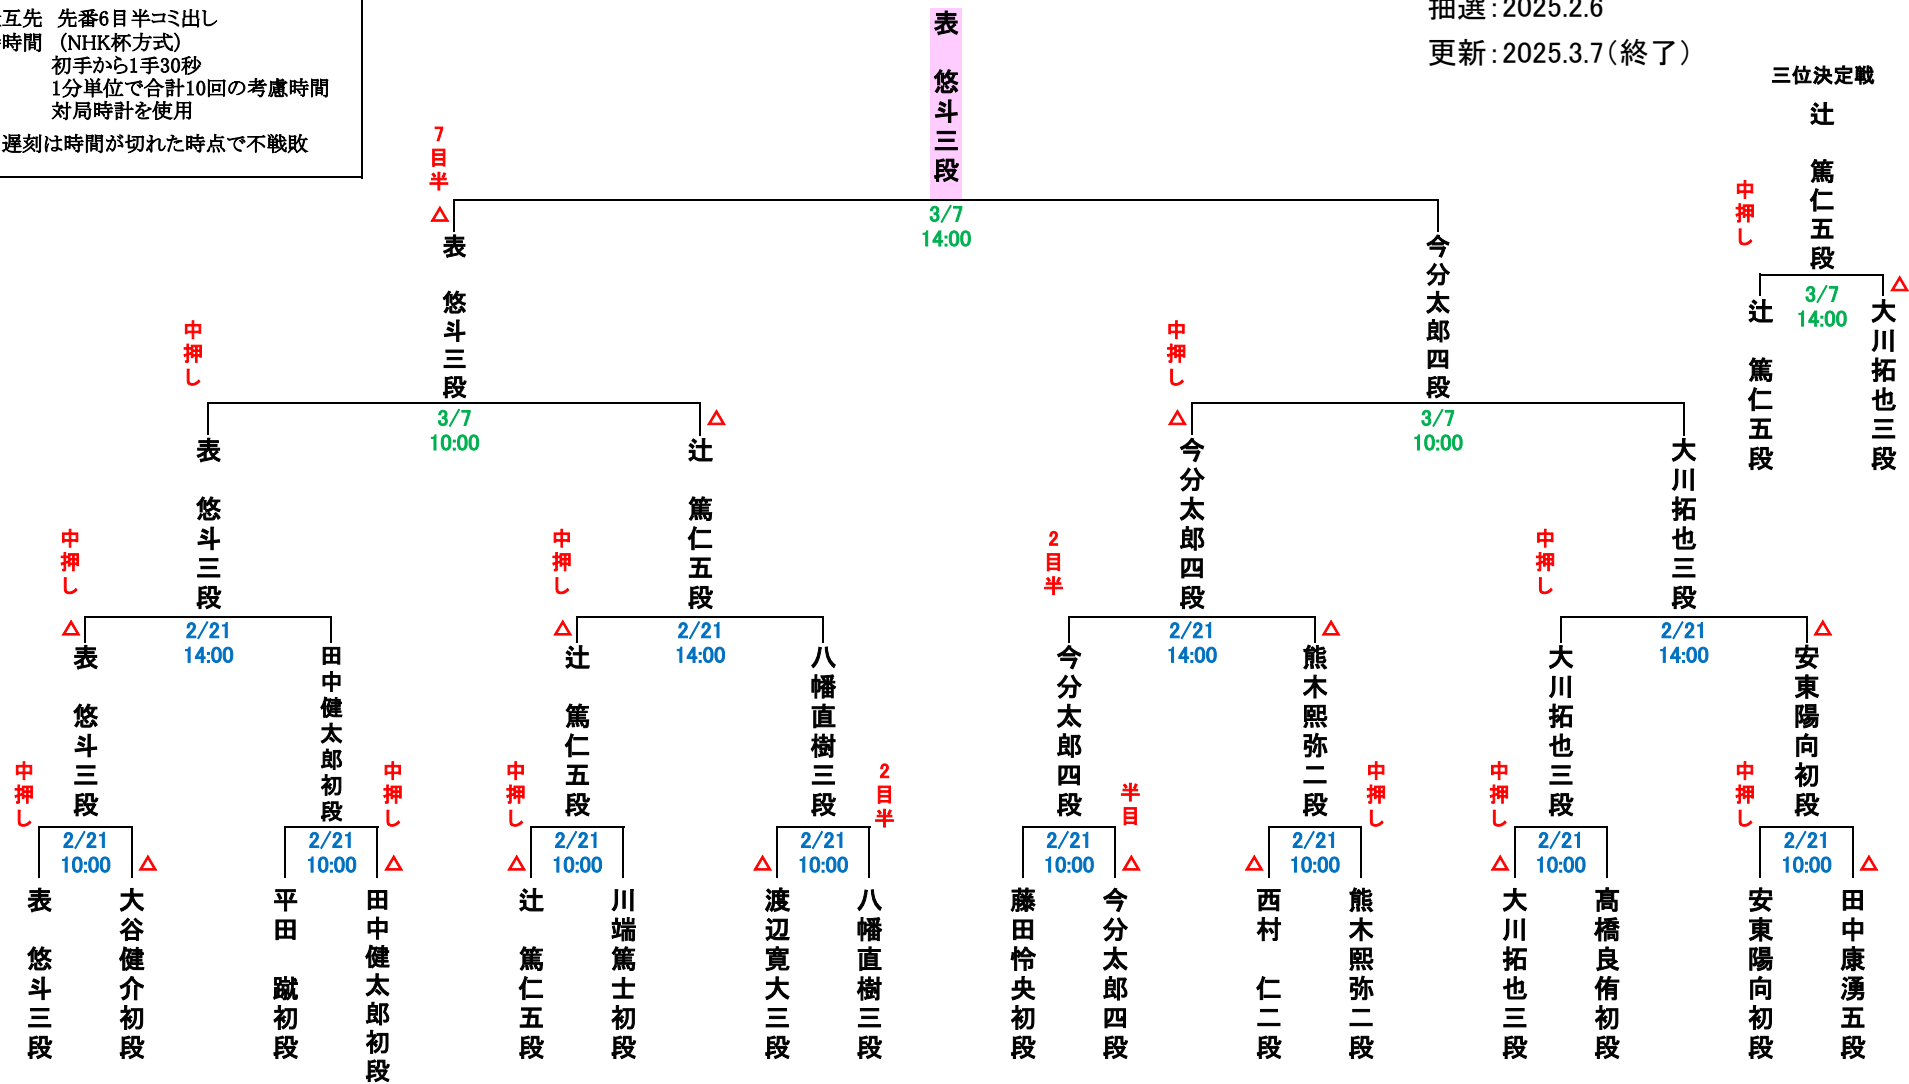 互先 先番6目半コミ出し
時間 (NHK杯方式)
初手から1手30秒
1分単位で合計10回の考慮時間
対局時計を使用
遅刻は時間が切れた時点で不戦敗
抽選:2025.2.6
更新:2025.3.7(終了)
表 悠斗三段
3/7
14:00
三位決定戦
辻 篤仁五段
中押し
3/7
14:00
△
辻 篤仁五段
大川拓也三段
7目半
△
表 悠斗三段
今分太郎四段
中押し
3/7
10:00
△
中押し
△
3/7
10:00
表 悠斗三段
辻 篤仁五段
今分太郎四段
大川拓也三段
中押し
△
2/21
14:00
中押し
△
2/21
14:00
2目半
2/21
14:00
△
中押し
2/21
14:00
△
表 悠斗三段
田中健太郎初段
辻 篤仁五段
八幡直樹三段
今分太郎四段
熊木熙弥二段
大川拓也三段
安東陽向初段
中押し
2/21
10:00
△
2/21
10:00
中押し
△
中押し
△
2/21
10:00
△
2/21
10:00
2目半
2/21
10:00
半目
△
△
2/21
10:00
中押し
中押し
△
2/21
10:00
中押し
2/21
10:00
△
表 悠斗三段
大谷健介初段
平田 蹴初段
田中健太郎初段
辻 篤仁五段
川端篤士初段
渡辺寛大三段
八幡直樹三段
藤田怜央初段
今分太郎四段
西村 仁二段
熊木熙弥二段
大川拓也三段
髙橋良侑初段
安東陽向初段
田中康湧五段